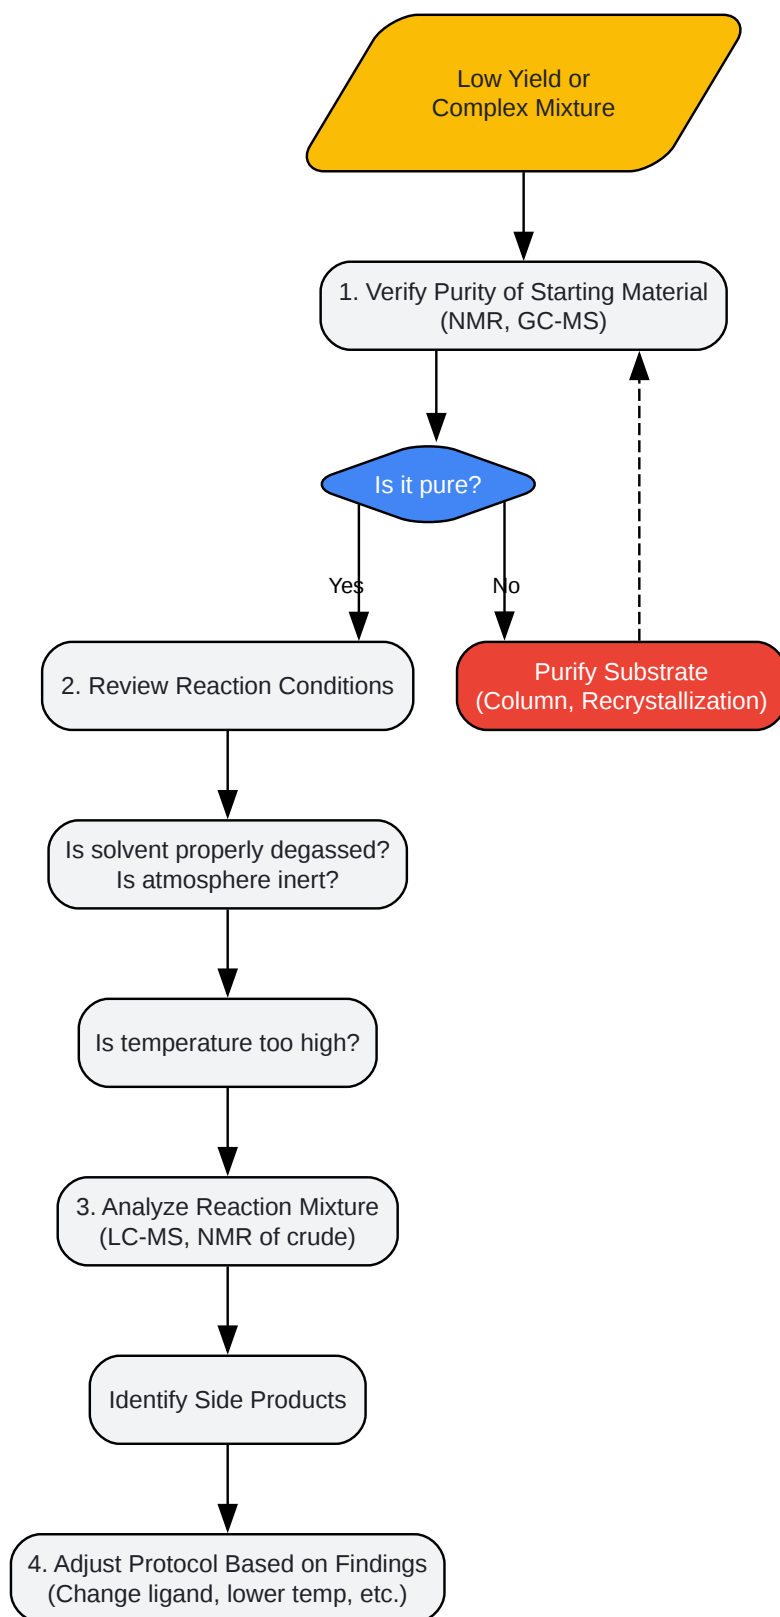 Low Yield or
Complex Mixture
1. Verify Purity of Starting Material
(NMR, GC-MS)
Is it pure?
Yes
No
2. Review Reaction Conditions
Purify Substrate
(Column, Recrystallization)
Is solvent properly degassed?
Is atmosphere inert?
Is temperature too high?
3. Analyze Reaction Mixture
(LC-MS, NMR of crude)
Identify Side Products
4. Adjust Protocol Based on Findings
(Change ligand, lower temp, etc.)